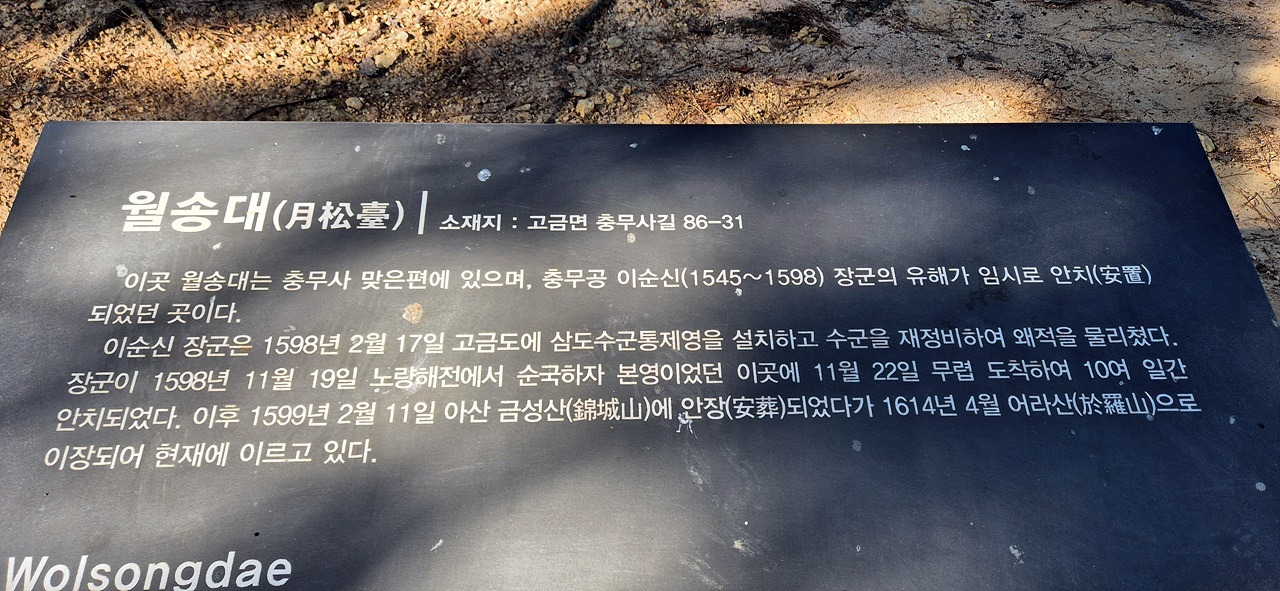 월송대(月松臺) | 소재지 : 고금면 충무사길 86-31
이곳 월송대는 충무사 맞은편에 있으며, 충무공 이순신(1545~1598) 장군의 유해가 임시로 안치(安置)
되었던 곳이다.
이순신 장군은 1598년 2월 17일 고금도에 삼도수군통제영을 설치하고 수군을 재정비하여 왜적을 물리쳤다.
장군이 1598년 11월 19일 노량해전에서 순국하자 본영이었던 이곳에 11월 22일 무렵 도착하여 10여 일간
안치되었다. 이후 1599년 2월 11일 아산 금성산(錦城山)에 안장(安葬)되었다가 1614년 4월 어라산(於羅山)으로
이장되어 현재에 이르고 있다.
Wolsongdae